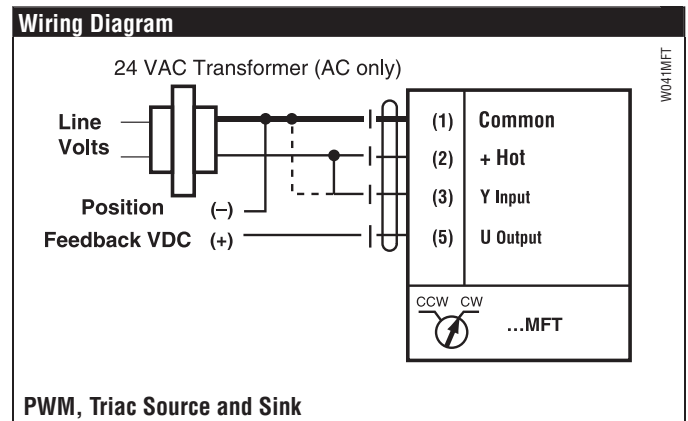 Wiring Diagram
24 VAC Transformer (AC only)
W041MFT
Line
Volts
(1) Common
(2) + Hot
(3) Y Input
Position (–)
Feedback VDC (+)
(5) U Output
CCW CW
...MFT
PWM, Triac Source and Sink